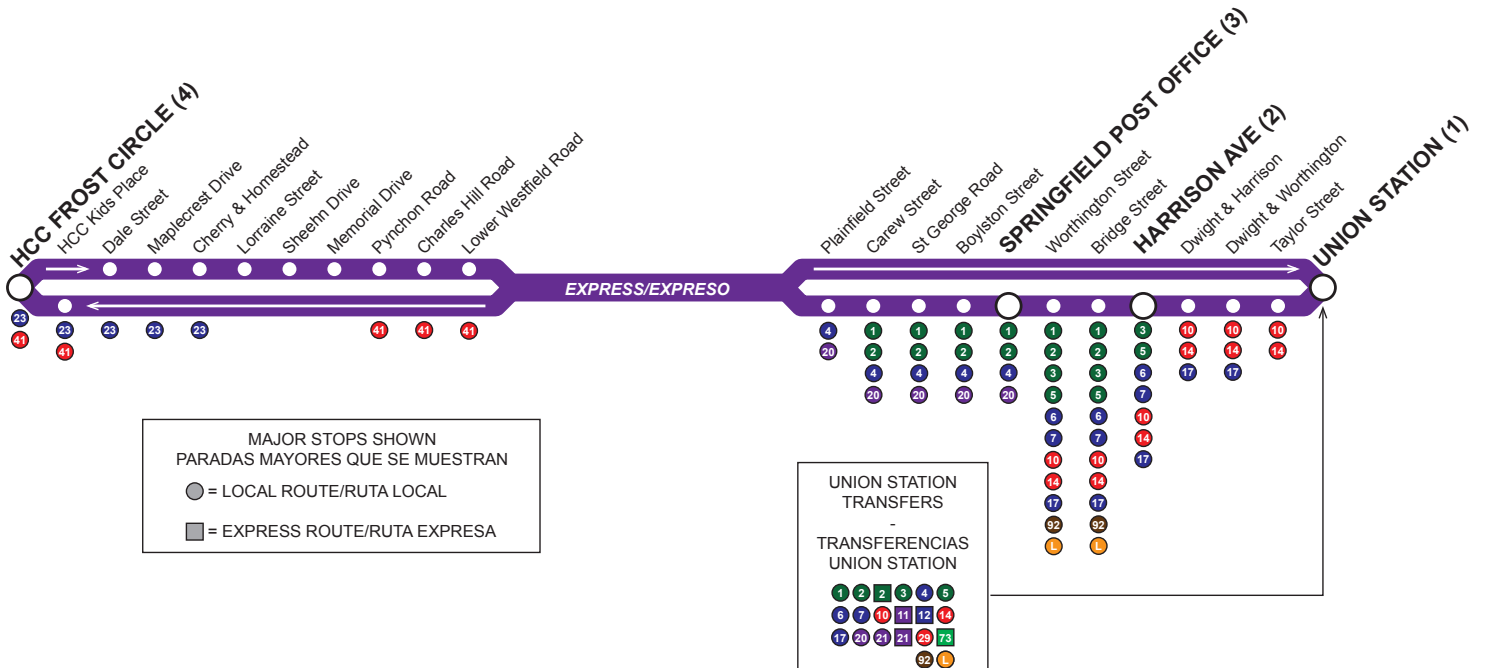 HCC FROST CIRCLE (4)
HCC Kids Place
Dale Street
Maplecrest Drive
Cherry & Homestead
Lorraine Street
Sheehn Drive
Memorial Drive
Pynchon Road
Charles Hill Road
Lower Westfield Road
Plainfield Street
Carew Street
St George Road
Boylston Street
SPRINGFIELD POST OFFICE (3)
Worthington Street
Bridge Street
HARRISON AVE (2)
Dwight & Harrison
Dwight & Worthington
Taylor Street
UNION STATION (1)
EXPRESS/EXPRESO
23 41
23 41
23
23
23
41
41
41
4 20
1 2 4 20
1 2 4 20
1 2 4 20
1 2 4 20
1 2 3 5 6 7 10 14 17 92 L
1 2 3 5 6 7 10 14 17 92 L
3 5 6 7 10 14 17
10 14 17
10 14 17
10 14
MAJOR STOPS SHOWN
PARADAS MAYORES QUE SE MUESTRAN
= LOCAL ROUTE/RUTA LOCAL
= EXPRESS ROUTE/RUTA EXPRESA
UNION STATION
TRANSFERS
-
TRANSFERENCIAS
UNION STATION
1 2 2 3 4 5
6 7 10 11 12 14
17 20 21 21 29 73
92 L